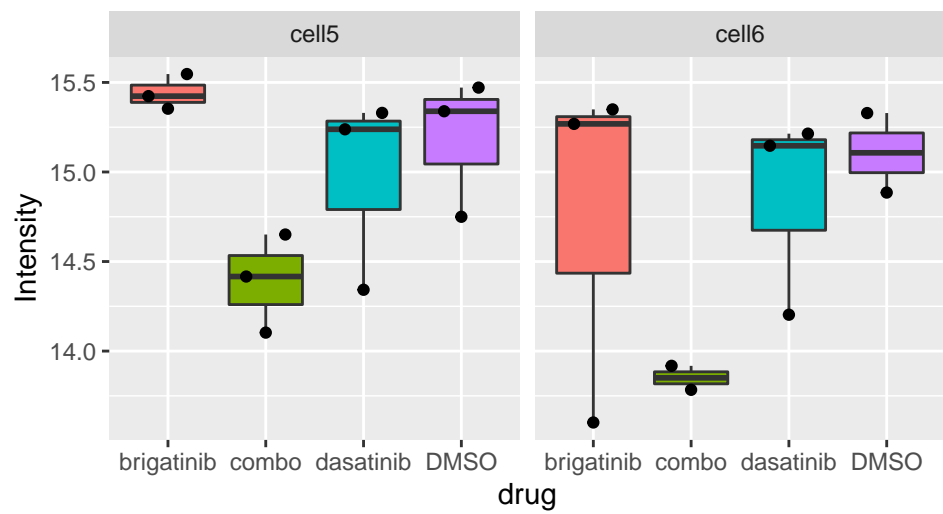 cell5 cell6
15.5
15.0
14.5
14.0
Intensity
brigatinib combo dasatinib DMSO brigatinib combo dasatinib DMSO
drug